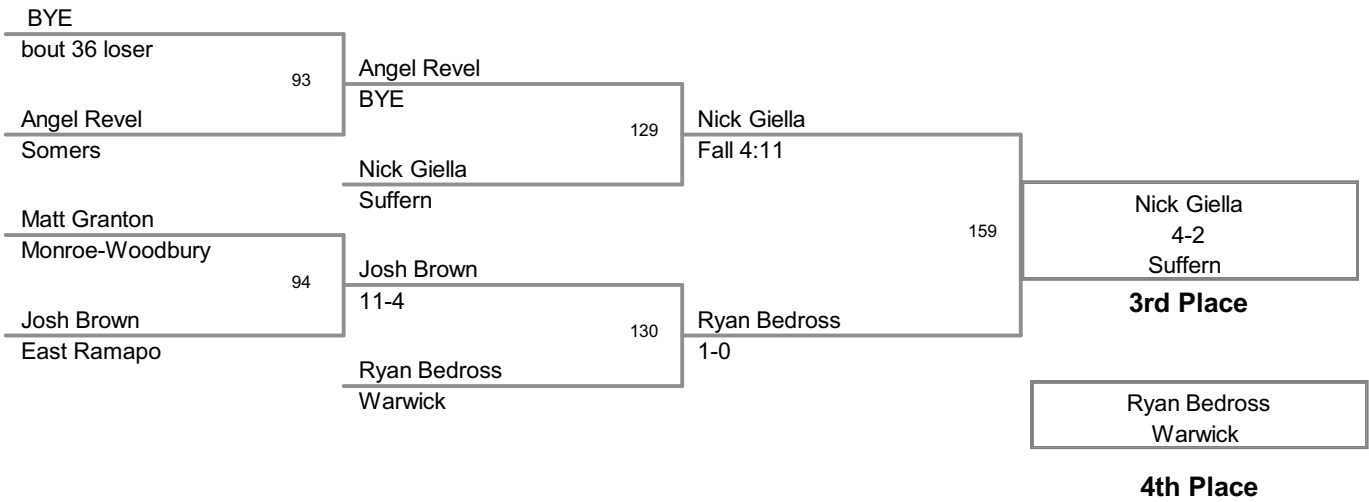 BYE
bout 36 loser
93
Angel Revel
Somers
Matt Granton
Monroe-Woodbury
94
Josh Brown
East Ramapo
Angel Revel
BYE
129
Nick Giella
Suffern
Josh Brown
11-4
130
Ryan Bedross
Warwick
Nick Giella
Fall 4:11
159
Ryan Bedross
1-0
Nick Giella
4-2
Suffern
3rd Place
Ryan Bedross
Warwick
4th Place